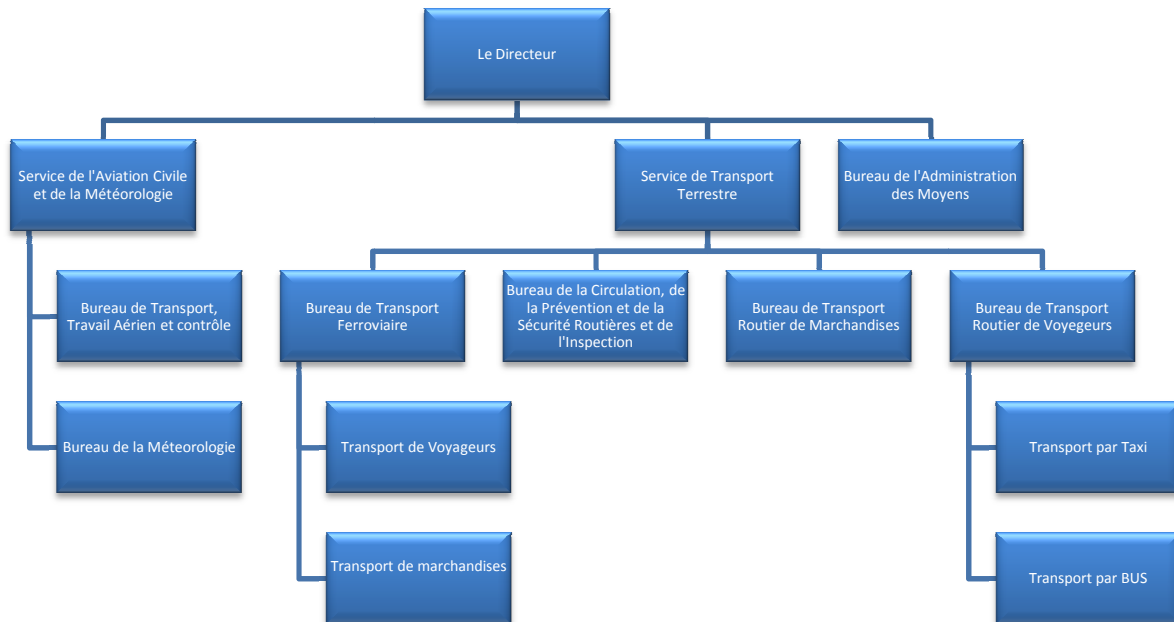 Le Directeur
Service de l'Aviation Civile
et de la Météorologie
Service de Transport
Terrestre
Bureau de l'Administration
des Moyens
Bureau de Transport,
Travail Aérien et contrôle
Bureau de Transport
Ferroviaire
Bureau de la Circulation, de
la Prévention et de la
Sécurité Routières et de
l'Inspection
Bureau de Transport
Routier de Marchandises
Bureau de Transport
Routier de Voyegeurs
Bureau de la Méteorologie
Transport de Voyageurs
Transport par Taxi
Transport de marchandises
Transport par BUS